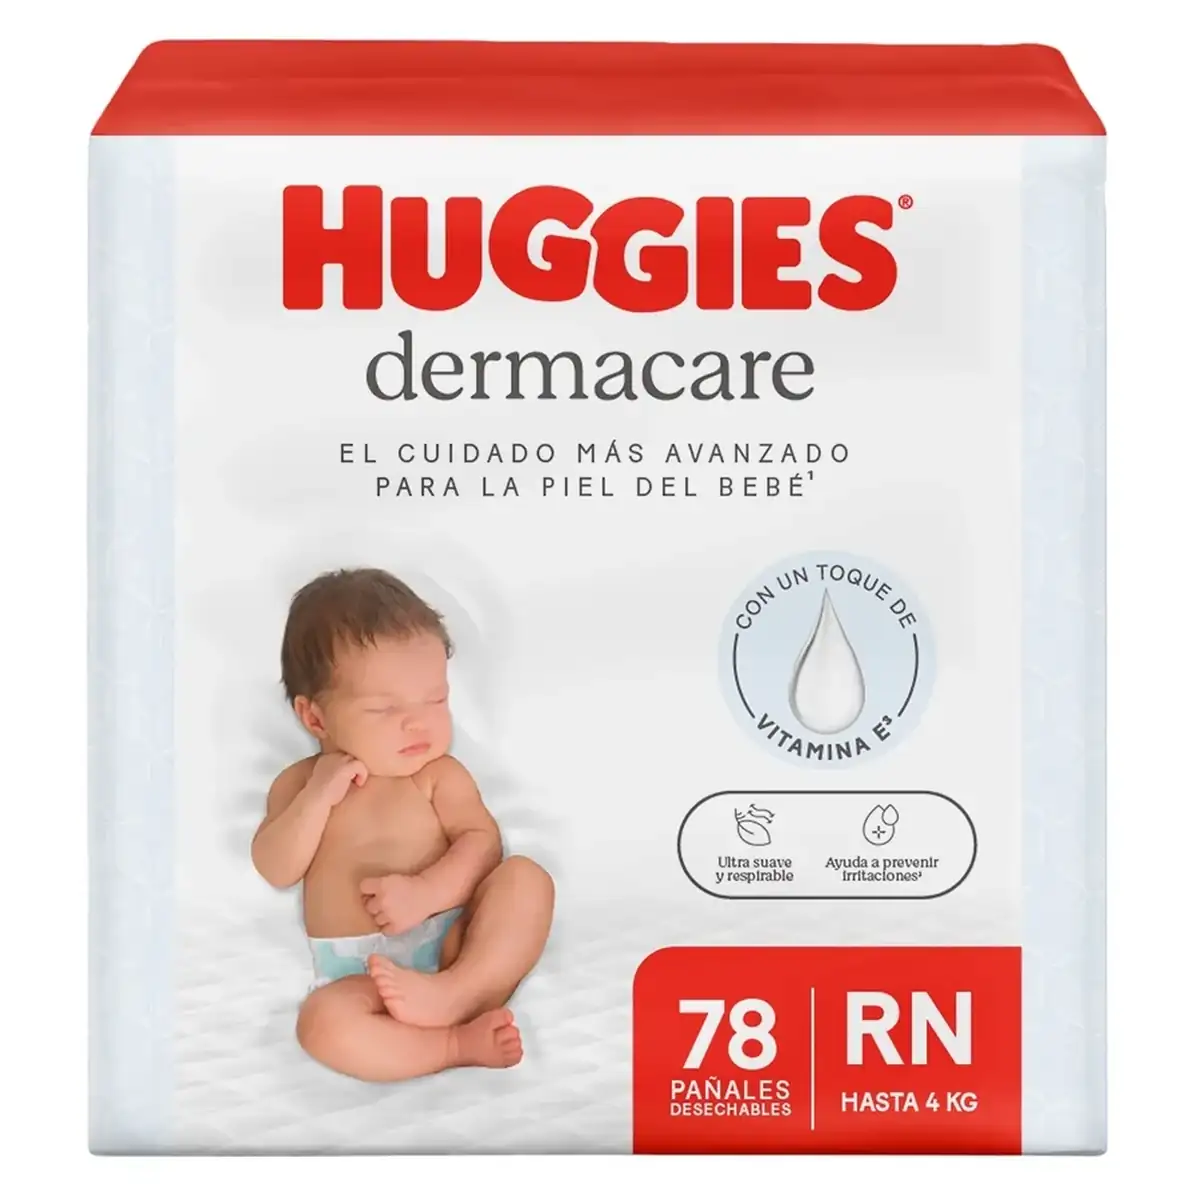 HUGGIES®
dermacare
EL CUIDADO MÁS AVANZADO
PARA LA PIEL DEL BEBÉ¹
CON UN TOQUE DE
VITAMINA E³
Ultra suave
y respirable
Ayuda a prevenir
irritaciones³
78
PAÑALES
DESECHABLES
RN
HASTA 4 KG